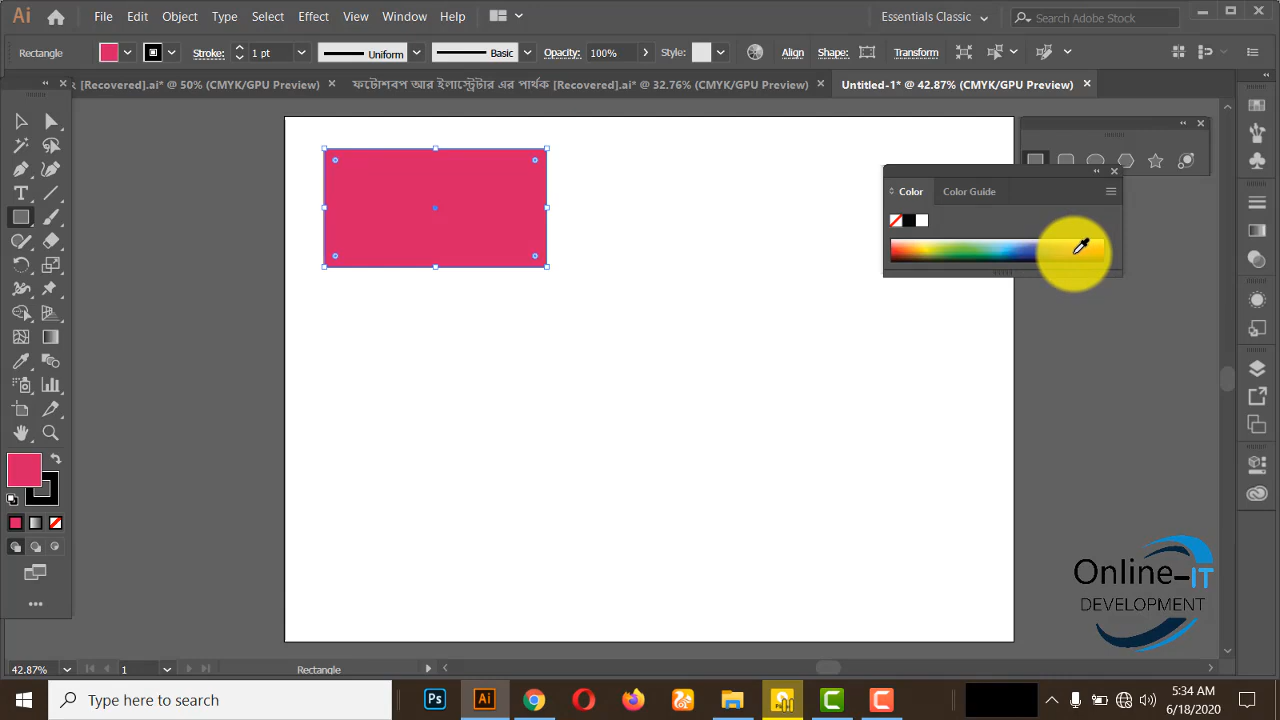 Ai File Edit Object Type Select Effect View Window Help Essentials Classic Search Adobe Stock
Rectangle Stroke: 1 pt Uniform Basic Opacity: 100% Style: Align Shape: Transform
[Recovered].ai* @ 50% (CMYK/GPU Preview) × ফটোশপ আর ইলাস্ট্রেটর এর পার্থক্য [Recovered].ai* @ 32.76% (CMYK/GPU Preview) × Untitled-1* @ 42.87% (CMYK/GPU Preview) ×
Color Color Guide
Online-IT
DEVELOPMENT
42.87% 1 Rectangle
Type here to search
Ps Ai
5:34 AM
6/18/2020